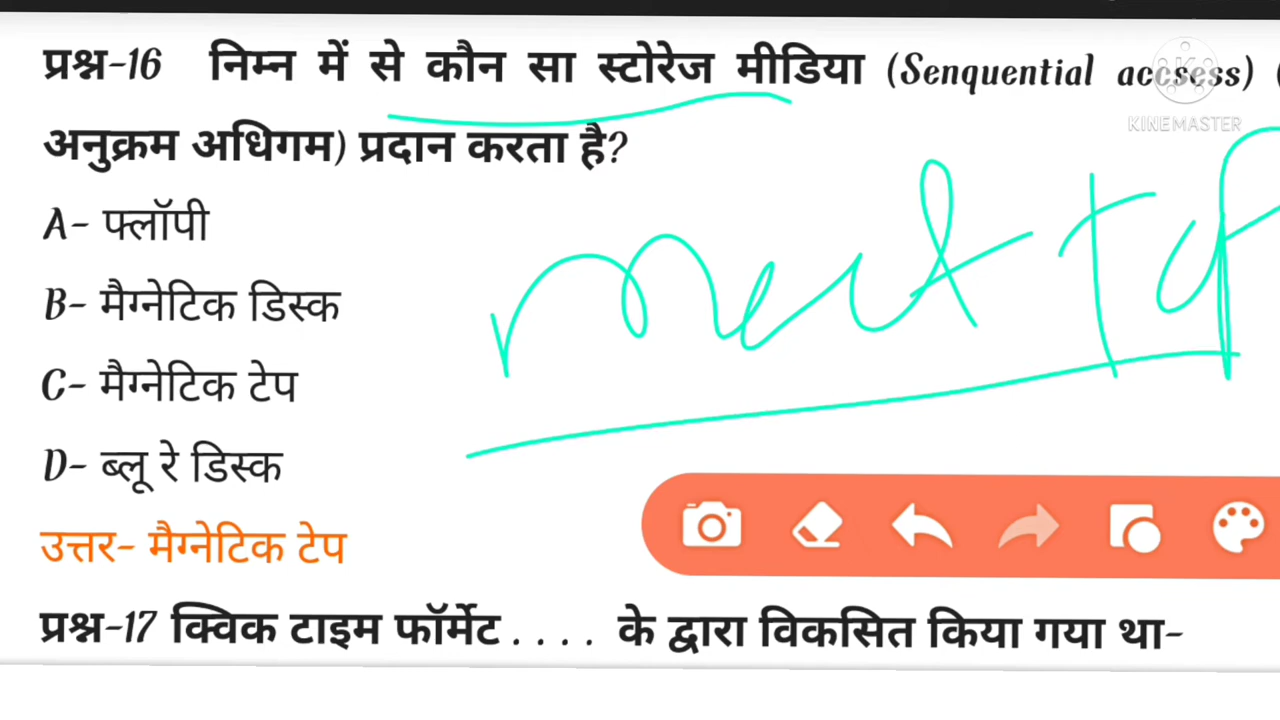 प्रश्न-16 निम्न में से कौन सा स्टोरेज मीडिया (Senquential accsess) (
KINEMASTER
अनुक्रम अधिगम) प्रदान करता है?
A- फ्लॉपी
B- मैग्नेटिक डिस्क
C- मैग्नेटिक टेप
D- ब्लू रे डिस्क
उत्तर- मैग्नेटिक टेप
प्रश्न-17 क्विक टाइम फॉर्मेट . . . . के द्वारा विकसित किया गया था-